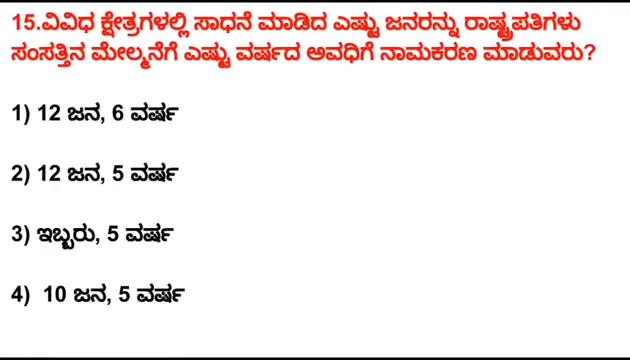 15.ವಿವಿಧ ಕ್ಷೇತ್ರಗಳಲ್ಲಿ ಸಾಧನೆ ಮಾಡಿದ ಎಷ್ಟು ಜನರನ್ನು ರಾಷ್ಟ್ರಪತಿಗಳು
ಸಂಸತ್ತಿನ ಮೇಲ್ಮನೆಗೆ ಎಷ್ಟು ವರ್ಷದ ಅವಧಿಗೆ ನಾಮಕರಣ ಮಾಡುವರು?
1) 12 ಜನ, 6 ವರ್ಷ
2) 12 ಜನ, 5 ವರ್ಷ
3) ಇಬ್ಬರು, 5 ವರ್ಷ
4) 10 ಜನ, 5 ವರ್ಷ